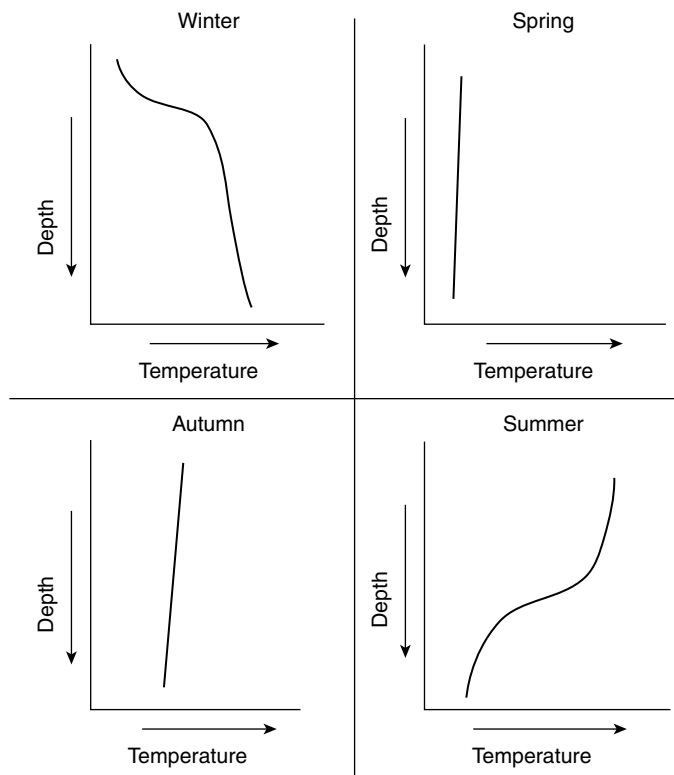 Winter
Depth
Temperature
Spring
Depth
Temperature
Autumn
Depth
Temperature
Summer
Depth
Temperature